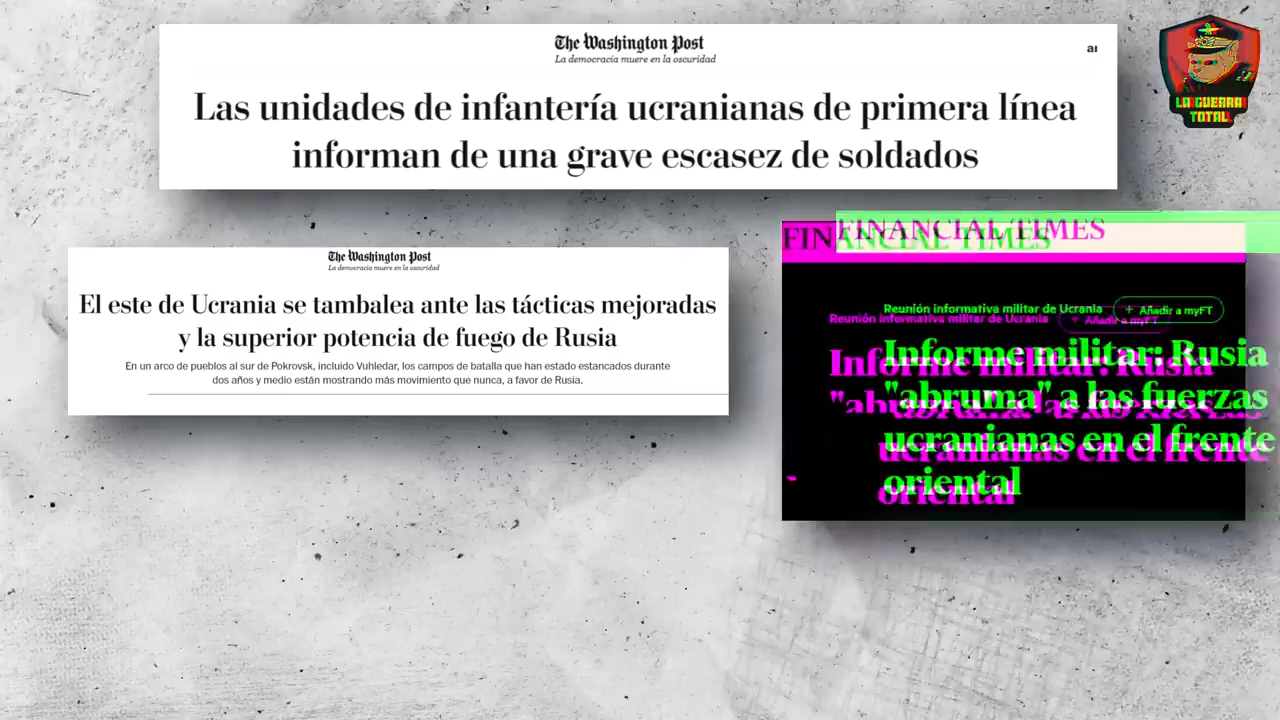 The Washington Post
La democracia muere en la oscuridad
aı
Las unidades de infantería ucranianas de primera línea
informan de una grave escasez de soldados
LA GUERRA
TOTAL
The Washington Post
La democracia muere en la oscuridad
El este de Ucrania se tambalea ante las tácticas mejoradas
y la superior potencia de fuego de Rusia
En un arco de pueblos al sur de Pokrovsk, incluido Vuhledar, los campos de batalla que han estado estancados durante
dos años y medio están mostrando más movimiento que nunca, a favor de Rusia.
FINANCIAL TIMES
Reunión informativa militar de Ucrania + Añadir a myFT
Informe militar: Rusia
"abruma" a las fuerzas
ucranianas en el frente
oriental